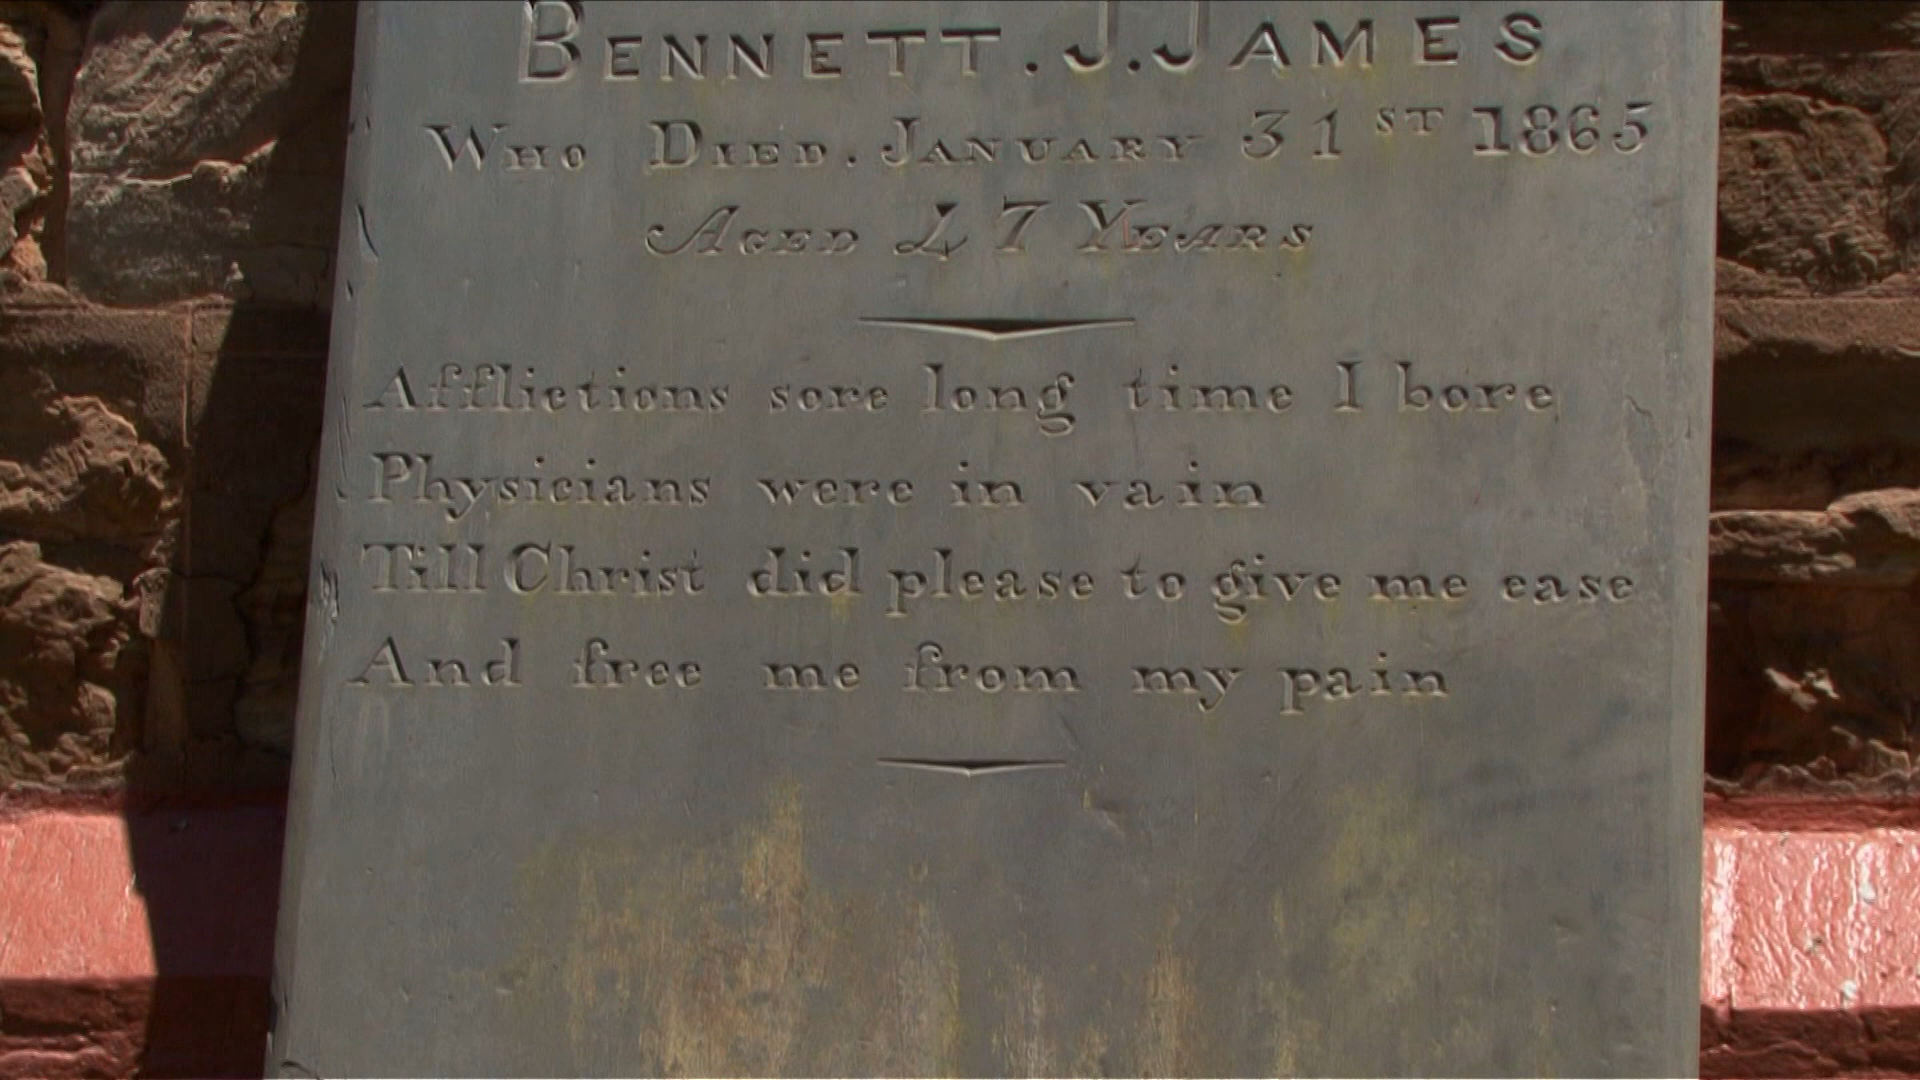 BENNETT. J. JAMES
WHO DIED. JANUARY 31ST 1865
AGED 47 YEARS
Afflictions sore long time I bore
Physicians were in vain
Till Christ did please to give me ease
And free me from my pain